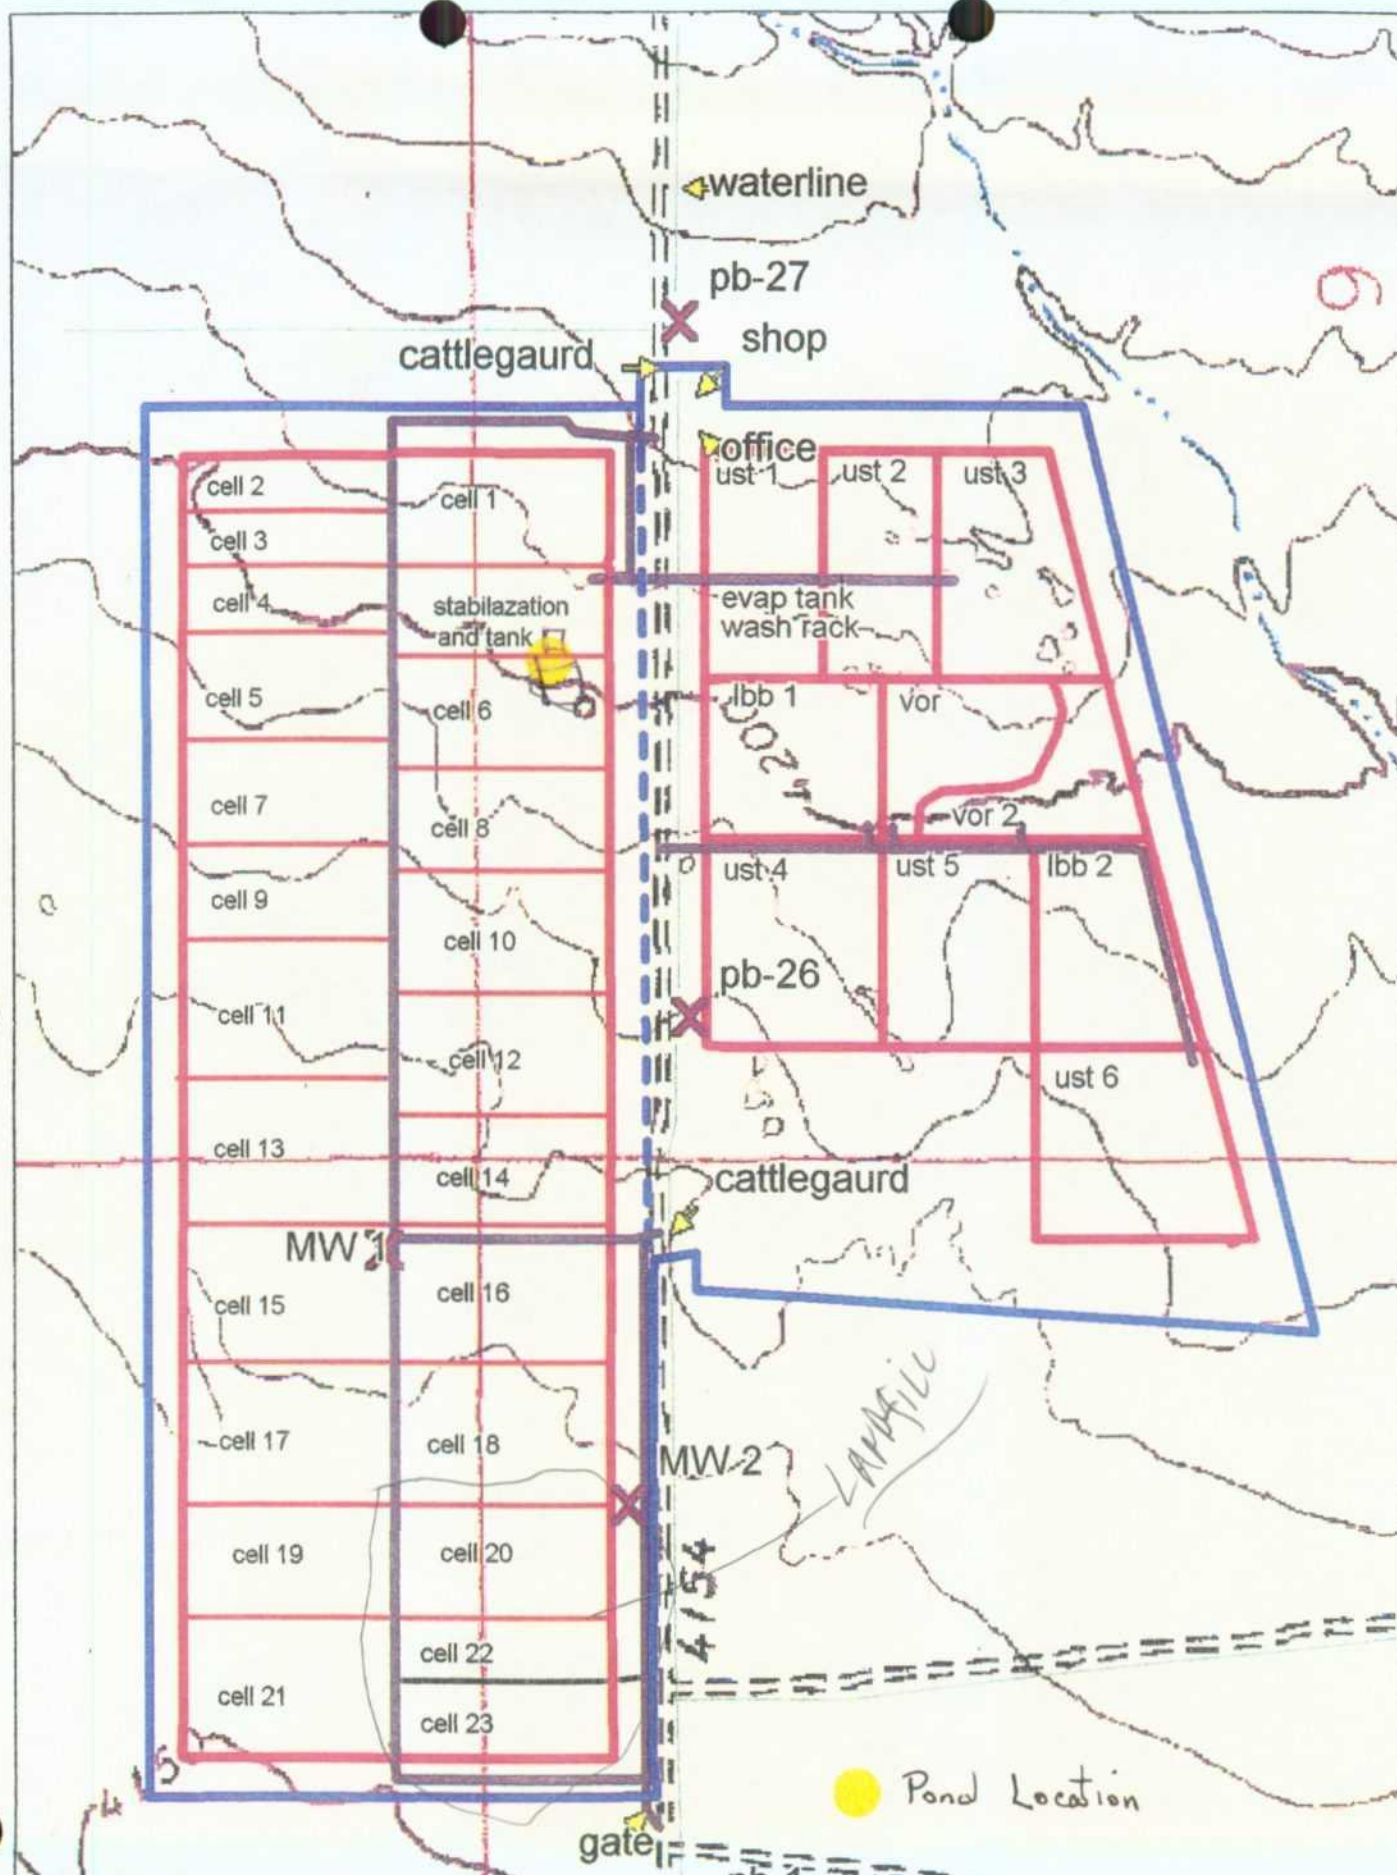 waterline
pb-27
shop
cattlegaurd
6
office
cell 2
cell 1
ust 1
ust 2
ust 3
cell 3
cell 4
stabilazation
and tank
evap tank
wash rack
cell 5
cell 6
lbb 1
vor
4201
cell 7
cell 8
vor 2
ust 4
ust 5
lbb 2
cell 9
cell 10
pb-26
cell 11
cell 12
ust 6
cell 13
cell 14
cattlegaurd
MW 1
cell 15
cell 16
LANDFILL
cell 17
cell 18
MW 2
cell 19
cell 20
4154
cell 22
cell 21
cell 23
Pond Location
gate